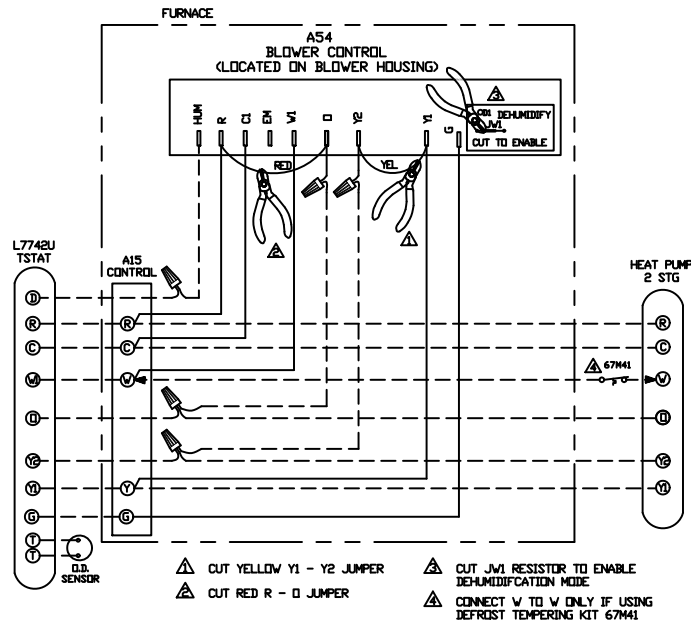 FURNACE
A54
BLOWER CONTROL
(LOCATED ON BLOWER HOUSING)
3
HUM
R
C1
EM
W1
O
Y2
Y1
G
CD1 DEHUMIDIFY
JW1
CUT TO ENABLE
RED
YEL
2
1
L7742U
TSTAT
A15
CONTROL
HEAT PUMP
2 STG
D
R
R
R
C
C
C
4 67M41
W1
W
W
O
O
Y2
Y2
Y1
Y
Y1
G
G
T
T
O.D.
SENSOR
1 CUT YELLOW Y1 - Y2 JUMPER
2 CUT RED R - O JUMPER
3 CUT JW1 RESISTOR TO ENABLE
DEHUMIDIFCATION MODE
4 CONNECT W TO W ONLY IF USING
DEFROST TEMPERING KIT 67M41